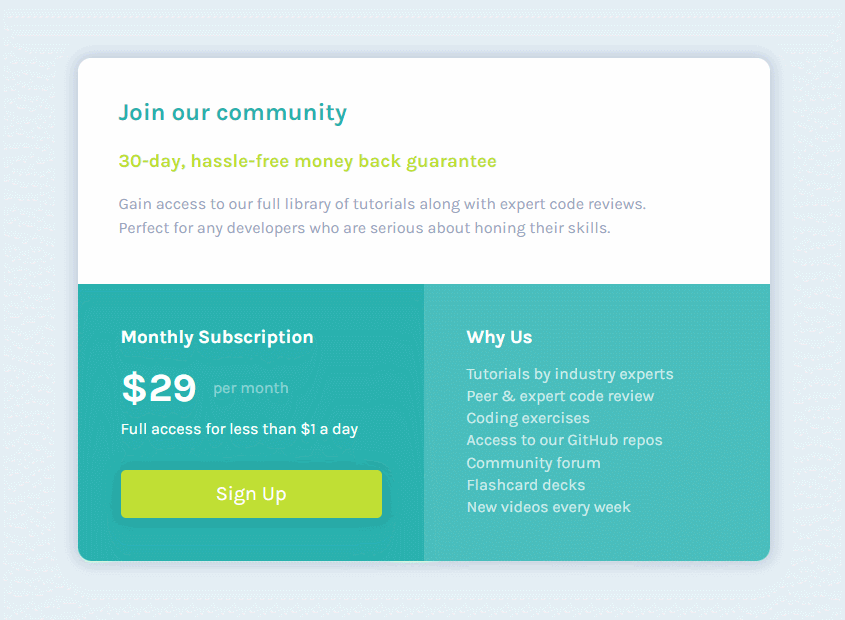 Join our community
30-day, hassle-free money back guarantee
Gain access to our full library of tutorials along with expert code reviews.
Perfect for any developers who are serious about honing their skills.
Monthly Subscription
$29 per month
Full access for less than $1 a day
Sign Up
Why Us
Tutorials by industry experts
Peer & expert code review
Coding exercises
Access to our GitHub repos
Community forum
Flashcard decks
New videos every week